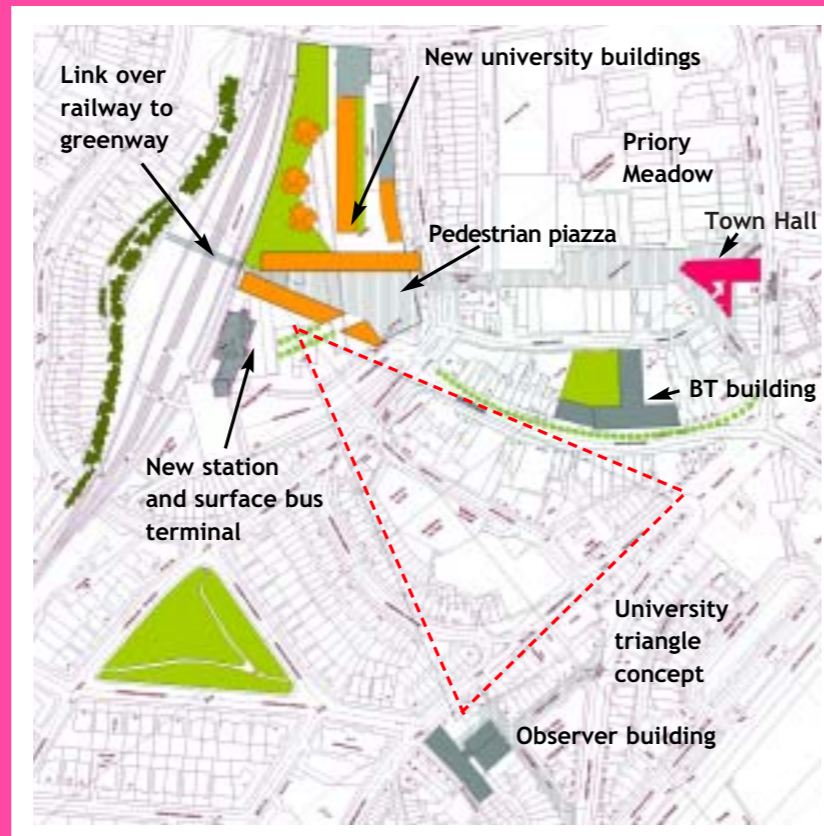 Link over
railway to
greenway
New university buildings
Priory
Meadow
Town Hall
Pedestrian piazza
BT building
New station
and surface bus
terminal
University
triangle
concept
Observer building